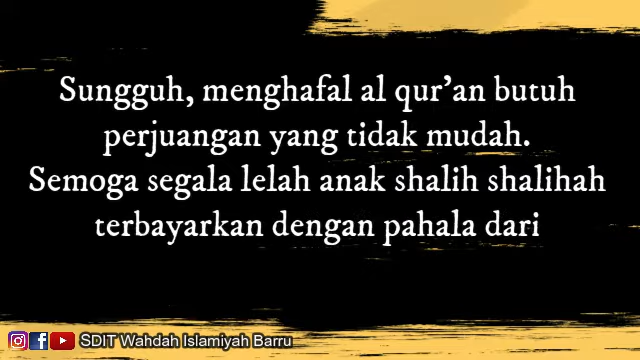 Sungguh, menghafal al qur’an butuh
perjuangan yang tidak mudah.
Semoga segala lelah anak shalih shalihah
terbayarkan dengan pahala dari
SDIT Wahdah Islamiyah Barru